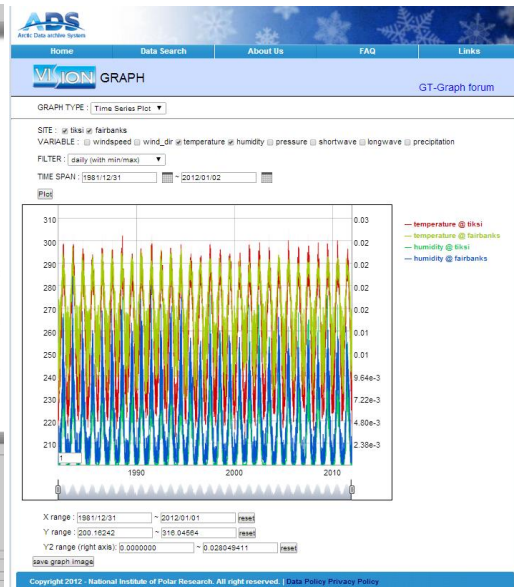 ADS
Arctic Data archive System
Home Data Search About Us FAQ Links
VISION GRAPH
GT-Graph forum
GRAPH TYPE : Time Series Plot
SITE : tiksi fairbanks
VARIABLE : windspeed wind_dir temperature humidity pressure shortwave longwave precipitation
FILTER : daily (with min/max)
TIME SPAN : 1981/12/31 ~ 2012/01/02
Plot
310 0.03
300 0.02
290 0.02
280 0.02
270 0.02
260 0.01
250 0.01
240 9.64e-3
230 7.22e-3
220 4.80e-3
210 2.38e-3
1
1990 2000 2010
temperature @ tiksi
temperature @ fairbanks
humidity @ tiksi
humidity @ fairbanks
X range : 1981/12/31 ~ 2012/01/01 reset
Y range : 200.16242 ~ 316.04564 reset
Y2 range (right axis): 0.0000000 ~ 0.028049411 reset
save graph image
Copyright 2012 - National Institute of Polar Research. All right reserved. | Data Policy Privacy Policy